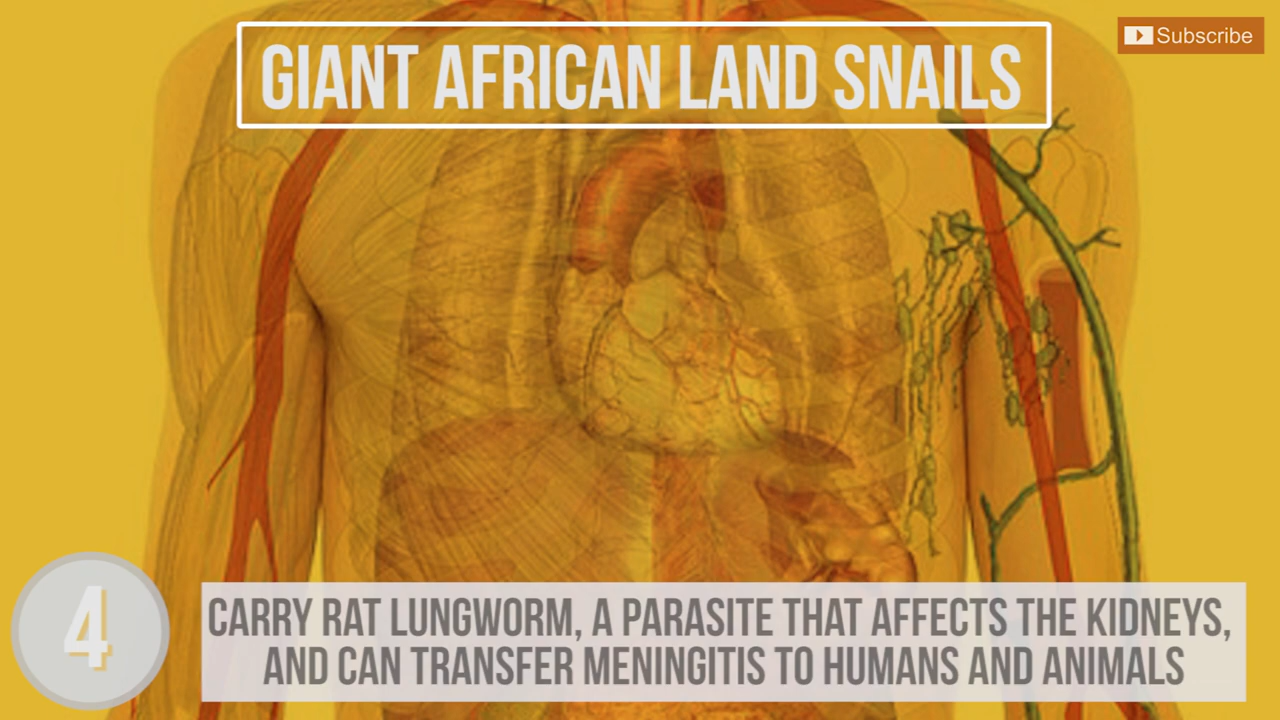 GIANT AFRICAN LAND SNAILS
Subscribe
4
CARRY RAT LUNGWORM, A PARASITE THAT AFFECTS THE KIDNEYS,
AND CAN TRANSFER MENINGITIS TO HUMANS AND ANIMALS